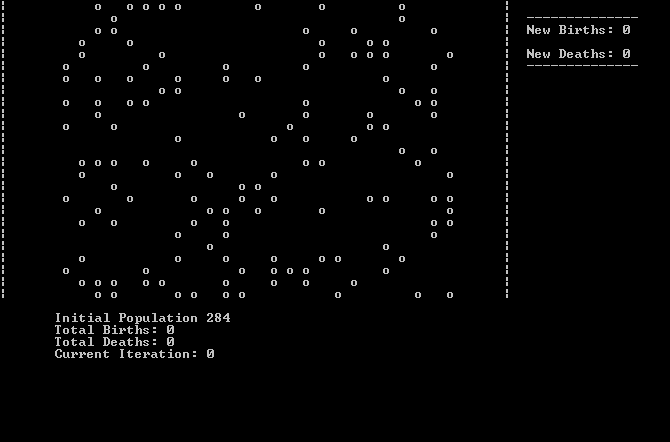 New Births: 0
New Deaths: 0
Initial Population 284
Total Births: 0
Total Deaths: 0
Current Iteration: 0